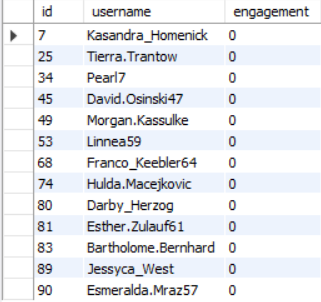 id username engagement
7 Kasandra_Homenick 0
25 Tierra.Trantow 0
34 Pearl7 0
45 David.Osinski47 0
49 Morgan.Kassulke 0
53 Linnea59 0
68 Franco_Keebler64 0
74 Hulda.Macejkovic 0
80 Darby_Herzog 0
81 Esther.Zulauf61 0
83 Bartholome.Bernhard 0
89 Jessyca_West 0
90 Esmeralda.Mraz57 0